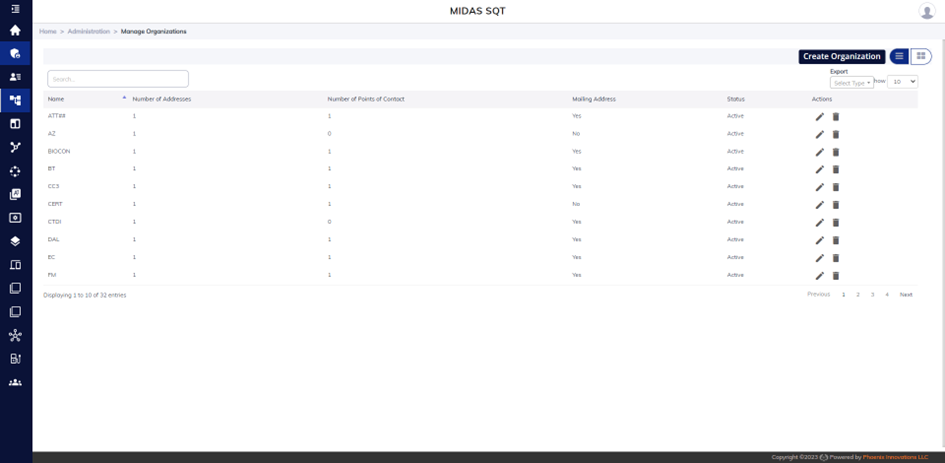 MIDAS SQT
Home > Administration > Manage Organizations
Create Organization
Export
Search...
Select Type
how 10
Name Number of Addresses Number of Points of Contact Mailing Address Status Actions
ATT## 1 1 Yes Active
AZ 1 0 No Active
BIOCON 1 1 Yes Active
BT 1 1 Yes Active
CC3 1 1 Yes Active
CERT 1 1 No Active
CTDI 1 0 Yes Active
DAL 1 1 Yes Active
EC 1 1 Yes Active
FM 1 1 Yes Active
Displaying 1 to 10 of 32 entries
Previous 1 2 3 4 Next
Copyright ©2023 Powered by Phoenix Innovations LLC